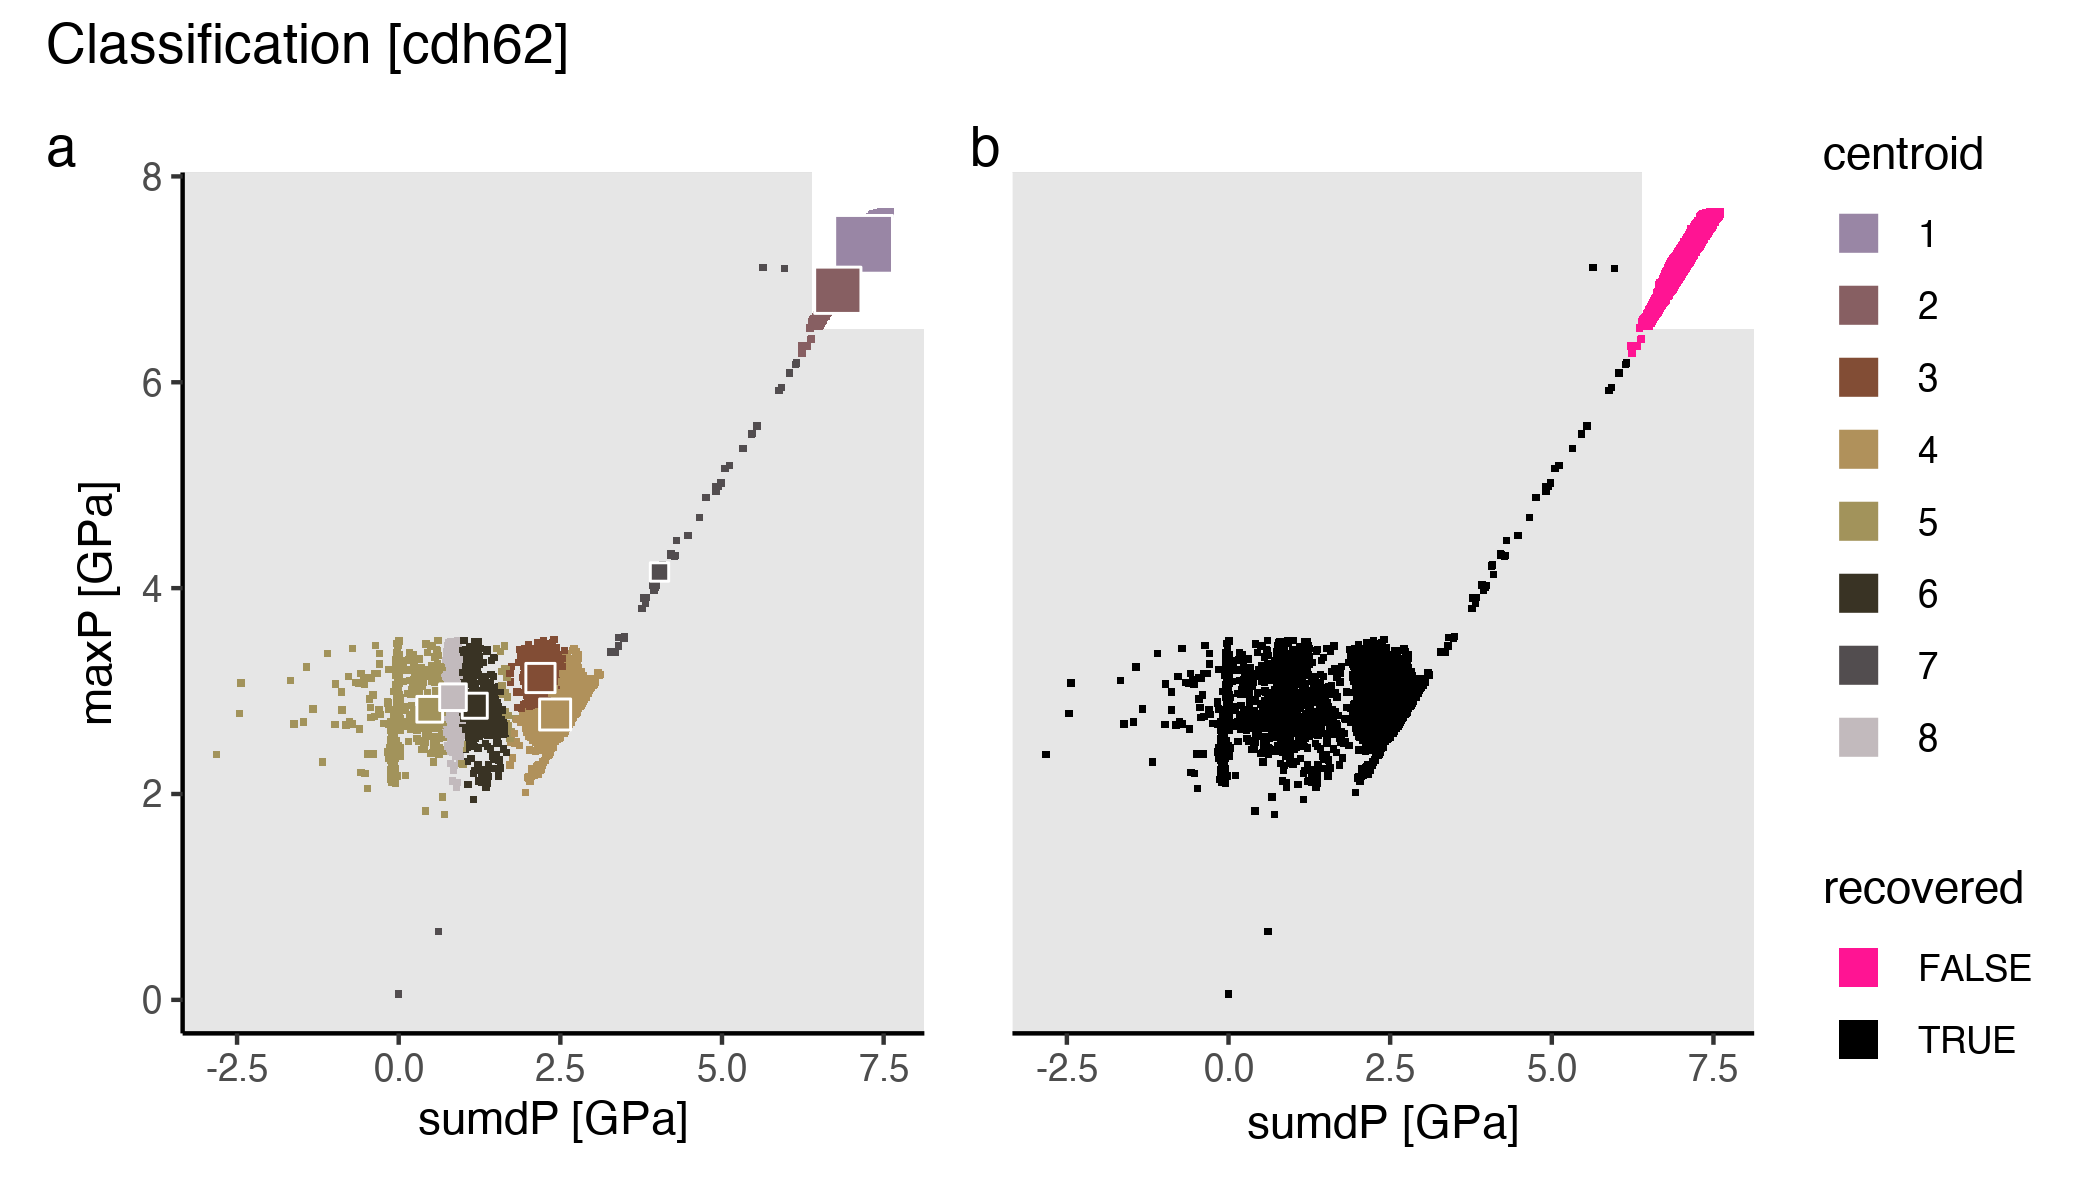 Classification [cdh62]
a
b
maxP [GPa]
8
6
4
2
0
-2.5 0.0 2.5 5.0 7.5
sumdP [GPa]
-2.5 0.0 2.5 5.0 7.5
sumdP [GPa]
centroid
1
2
3
4
5
6
7
8
recovered
FALSE
TRUE